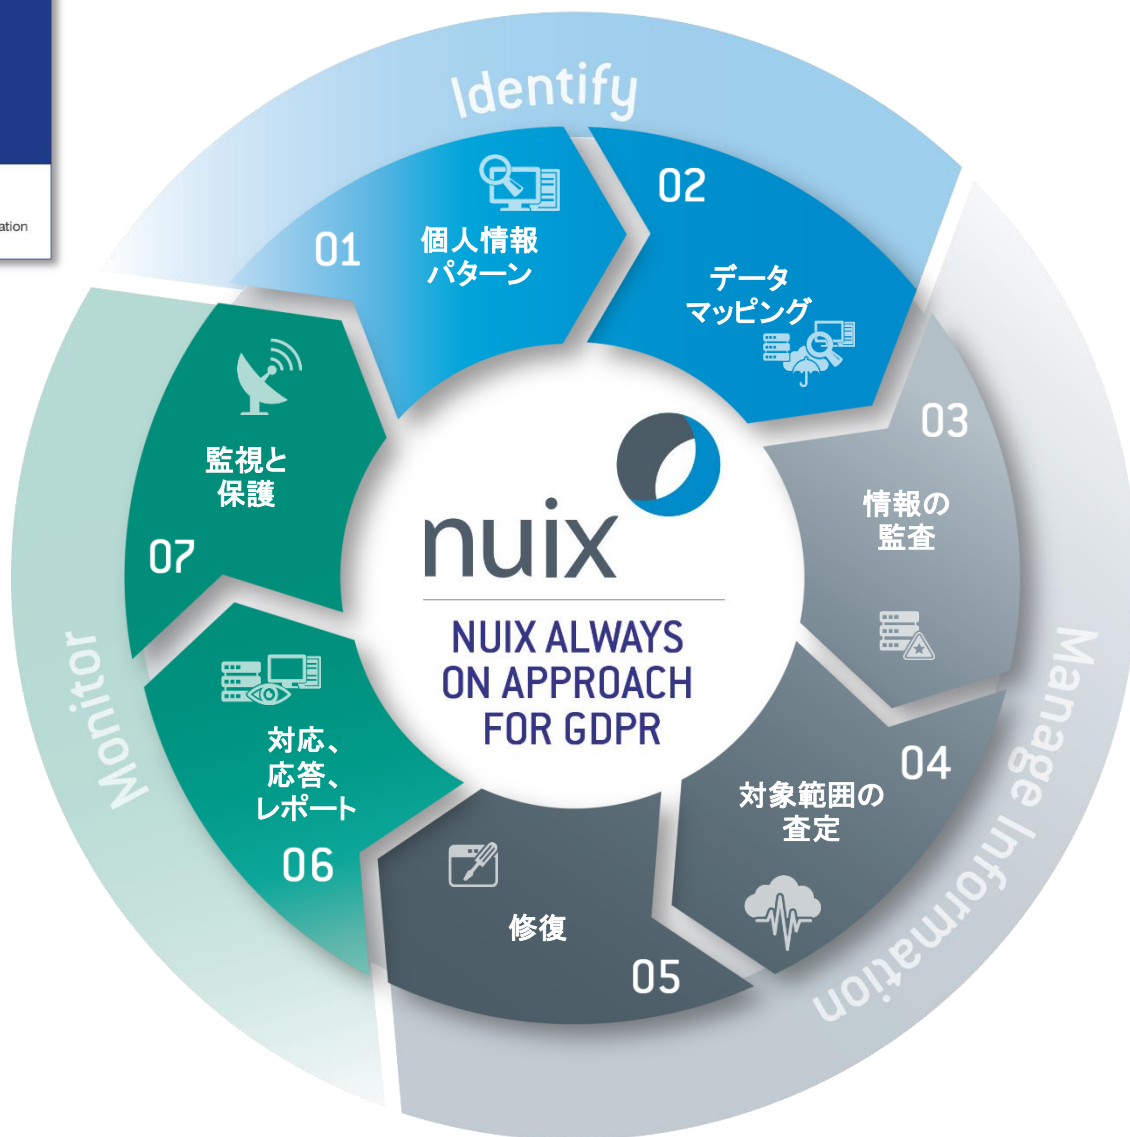 ation
Identify
01
個人情報
パターン
02
データ
マッピング
03
情報の
監査
04
対象範囲の
査定
Manage Information
05
修復
06
対応、
応答、
レポート
07
監視と
保護
Monitor
nuix
NUIX ALWAYS
ON APPROACH
FOR GDPR